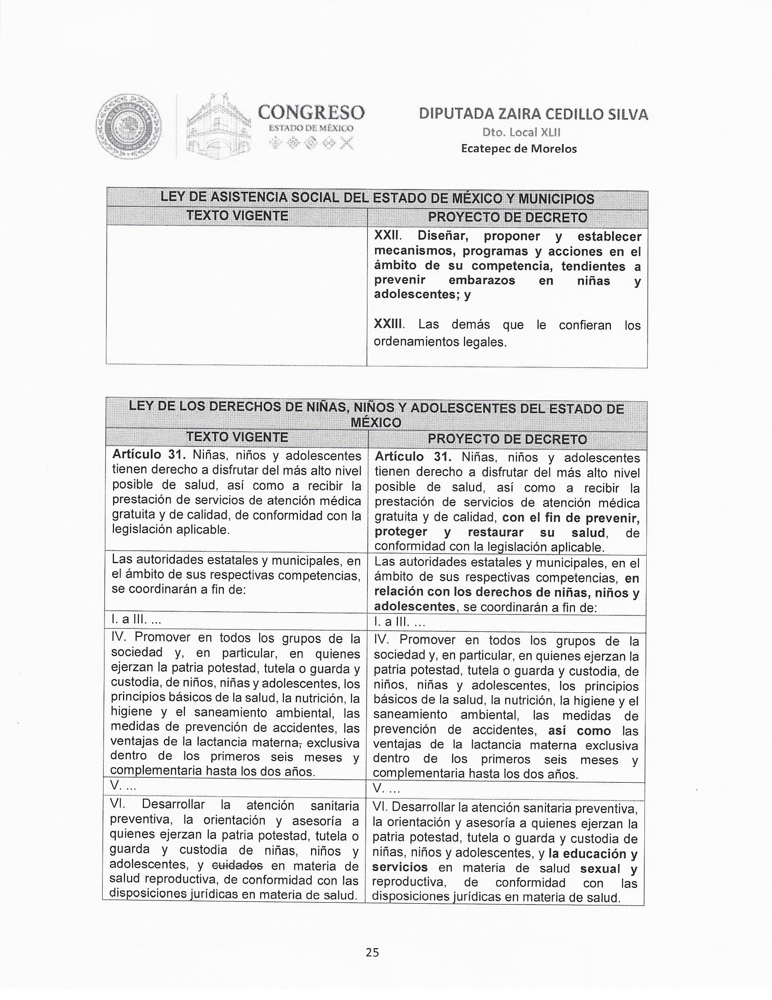 CONGRESO
ESTADO DE MÉXICO
DIPUTADA ZAIRA CEDILLO SILVA
Dto. Local XLII
Ecatepec de Morelos
LEY DE ASISTENCIA SOCIAL DEL ESTADO DE MÉXICO Y MUNICIPIOS
TEXTO VIGENTE
PROYECTO DE DECRETO
XXII. Diseñar, proponer y establecer
mecanismos, programas y acciones en el
ámbito de su competencia, tendientes a
prevenir embarazos en niñas y
adolescentes; y
XXIII. Las demás que le confieran los
ordenamientos legales.
LEY DE LOS DERECHOS DE NIÑAS, NIÑOS Y ADOLESCENTES DEL ESTADO DE
MÉXICO
TEXTO VIGENTE
PROYECTO DE DECRETO
Artículo 31. Niñas, niños y adolescentes
tienen derecho a disfrutar del más alto nivel
posible de salud, así como a recibir la
prestación de servicios de atención médica
gratuita y de calidad, de conformidad con la
legislación aplicable.
Artículo 31. Niñas, niños y adolescentes
tienen derecho a disfrutar del más alto nivel
posible de salud, así como a recibir la
prestación de servicios de atención médica
gratuita y de calidad, con el fin de prevenir,
proteger y restaurar su salud, de
conformidad con la legislación aplicable.
Las autoridades estatales y municipales, en
el ámbito de sus respectivas competencias,
se coordinarán a fin de:
Las autoridades estatales y municipales, en el
ámbito de sus respectivas competencias, en
relación con los derechos de niñas, niños y
adolescentes, se coordinarán a fin de:
I. a III. ...
I. a III. ...
IV. Promover en todos los grupos de la
sociedad y, en particular, en quienes
ejerzan la patria potestad, tutela o guarda y
custodia, de niños, niñas y adolescentes, los
principios básicos de la salud, la nutrición, la
higiene y el saneamiento ambiental, las
medidas de prevención de accidentes, las
ventajas de la lactancia materna, exclusiva
dentro de los primeros seis meses y
complementaria hasta los dos años.
IV. Promover en todos los grupos de la
sociedad y, en particular, en quienes ejerzan la
patria potestad, tutela o guarda y custodia, de
niños, niñas y adolescentes, los principios
básicos de la salud, la nutrición, la higiene y el
saneamiento ambiental, las medidas de
prevención de accidentes, así como las
ventajas de la lactancia materna exclusiva
dentro de los primeros seis meses y
complementaria hasta los dos años.
V. ...
V. ...
VI. Desarrollar la atención sanitaria
preventiva, la orientación y asesoría a
quienes ejerzan la patria potestad, tutela o
guarda y custodia de niñas, niños y
adolescentes, y cuidados en materia de
salud reproductiva, de conformidad con las
disposiciones jurídicas en materia de salud.
VI. Desarrollar la atención sanitaria preventiva,
la orientación y asesoría a quienes ejerzan la
patria potestad, tutela o guarda y custodia de
niñas, niños y adolescentes, y la educación y
servicios en materia de salud sexual y
reproductiva, de conformidad con las
disposiciones jurídicas en materia de salud.
25